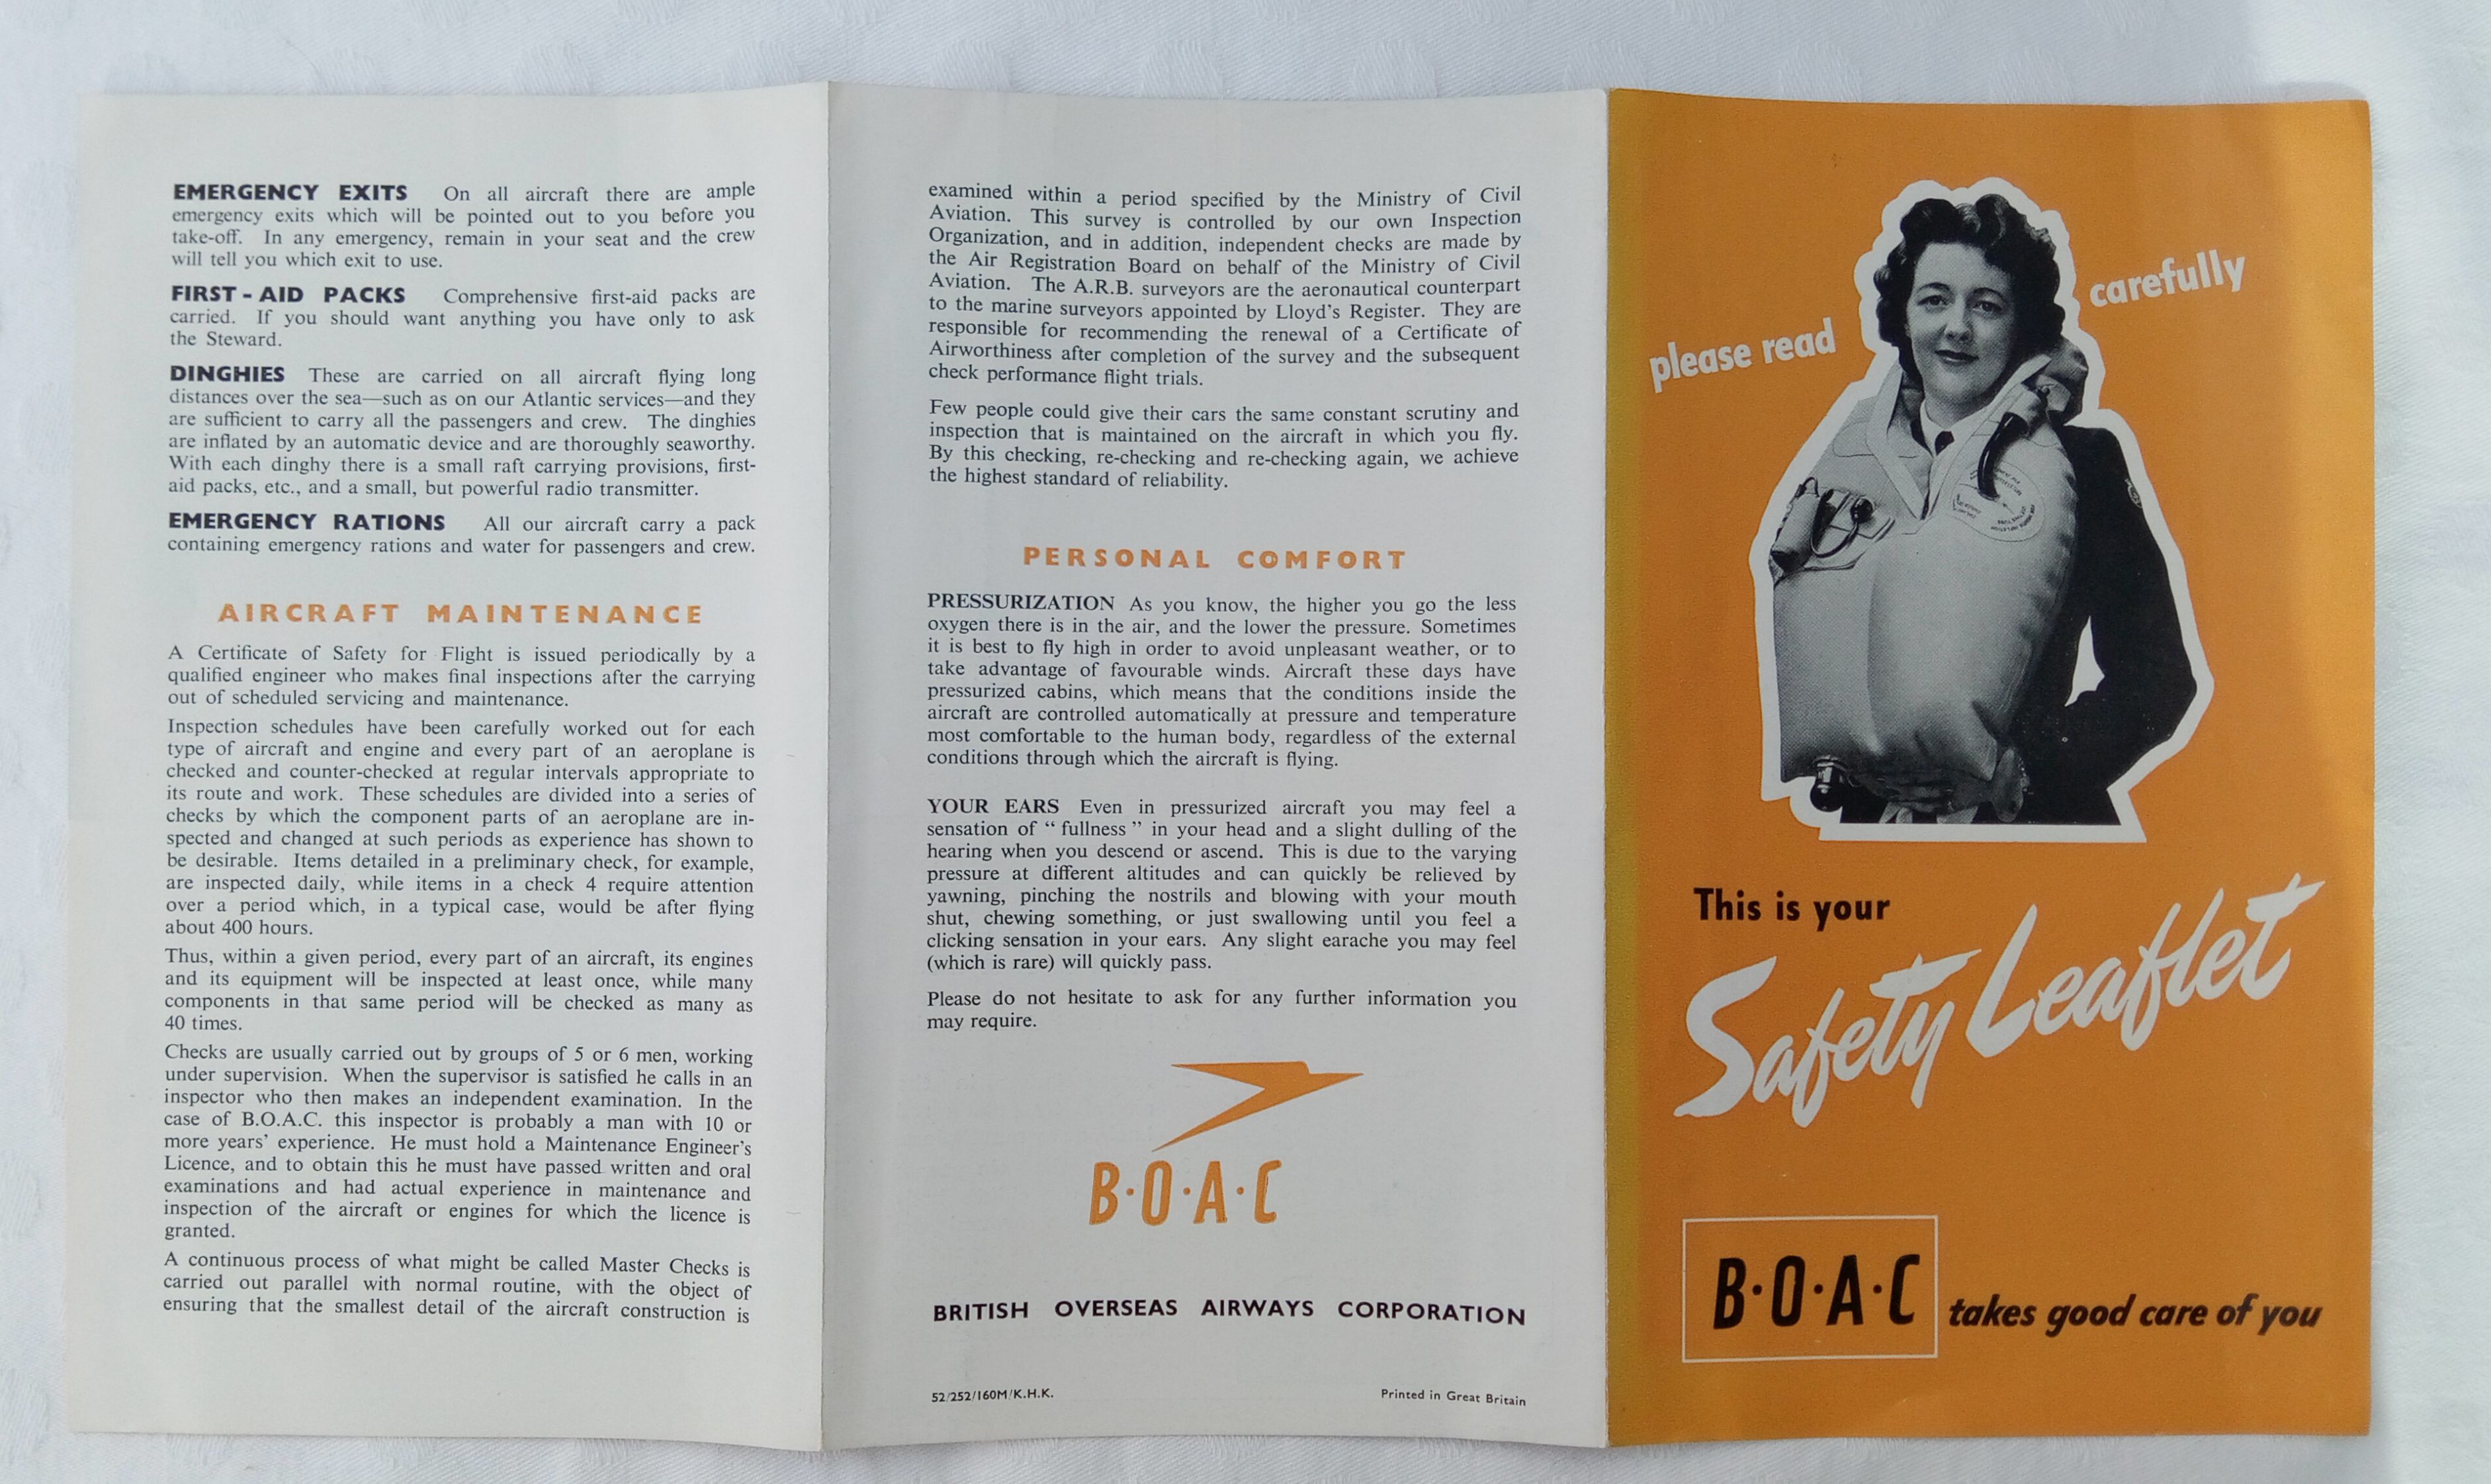 EMERGENCY EXITS On all aircraft there are ample
emergency exits which will be pointed out to you before you
take-off. In any emergency, remain in your seat and the crew
will tell you which exit to use.
FIRST-AID PACKS Comprehensive first-aid packs are
carried. If you should want anything you have only to ask
the Steward.
DINGHIES These are carried on all aircraft flying long
distances over the sea—such as on our Atlantic services—and they
are sufficient to carry all the passengers and crew. The dinghies
are inflated by an automatic device and are thoroughly seaworthy.
With each dinghy there is a small raft carrying provisions, first-
aid packs, etc., and a small, but powerful radio transmitter.
EMERGENCY RATIONS All our aircraft carry a pack
containing emergency rations and water for passengers and crew.
AIRCRAFT MAINTENANCE
A Certificate of Safety for Flight is issued periodically by a
qualified engineer who makes final inspections after the carrying
out of scheduled servicing and maintenance.
Inspection schedules have been carefully worked out for each
type of aircraft and engine and every part of an aeroplane is
checked and counter-checked at regular intervals appropriate to
its route and work. These schedules are divided into a series of
checks by which the component parts of an aeroplane are in-
spected and changed at such periods as experience has shown to
be desirable. Items detailed in a preliminary check, for example,
are inspected daily, while items in a check 4 require attention
over a period which, in a typical case, would be after flying
about 400 hours.
Thus, within a given period, every part of an aircraft, its engines
and its equipment will be inspected at least once, while many
components in that same period will be checked as many as
40 times.
Checks are usually carried out by groups of 5 or 6 men, working
under supervision. When the supervisor is satisfied he calls in an
inspector who then makes an independent examination. In the
case of B.O.A.C. this inspector is probably a man with 10 or
more years' experience. He must hold a Maintenance Engineer's
Licence, and to obtain this he must have passed written and oral
examinations and had actual experience in maintenance and
inspection of the aircraft or engines for which the licence is
granted.
A continuous process of what might be called Master Checks is
carried out parallel with normal routine, with the object of
ensuring that the smallest detail of the aircraft construction is
examined within a period specified by the Ministry of Civil
Aviation. This survey is controlled by our own Inspection
Organization, and in addition, independent checks are made by
the Air Registration Board on behalf of the Ministry of Civil
Aviation. The A.R.B. surveyors are the aeronautical counterpart
to the marine surveyors appointed by Lloyd's Register. They are
responsible for recommending the renewal of a Certificate of
Airworthiness after completion of the survey and the subsequent
check performance flight trials.
Few people could give their cars the same constant scrutiny and
inspection that is maintained on the aircraft in which you fly.
By this checking, re-checking and re-checking again, we achieve
the highest standard of reliability.
PERSONAL COMFORT
PRESSURIZATION As you know, the higher you go the less
oxygen there is in the air, and the lower the pressure. Sometimes
it is best to fly high in order to avoid unpleasant weather, or to
take advantage of favourable winds. Aircraft these days have
pressurized cabins, which means that the conditions inside the
aircraft are controlled automatically at pressure and temperature
most comfortable to the human body, regardless of the external
conditions through which the aircraft is flying.
YOUR EARS Even in pressurized aircraft you may feel a
sensation of " fullness " in your head and a slight dulling of the
hearing when you descend or ascend. This is due to the varying
pressure at different altitudes and can quickly be relieved by
yawning, pinching the nostrils and blowing with your mouth
shut, chewing something, or just swallowing until you feel a
clicking sensation in your ears. Any slight earache you may feel
(which is rare) will quickly pass.
Please do not hesitate to ask for any further information you
may require.
B·O·A·C
BRITISH OVERSEAS AIRWAYS CORPORATION
52/252/160M/K.H.K. Printed in Great Britain
please read carefully
This is your
Safety Leaflet
B·O·A·C takes good care of you